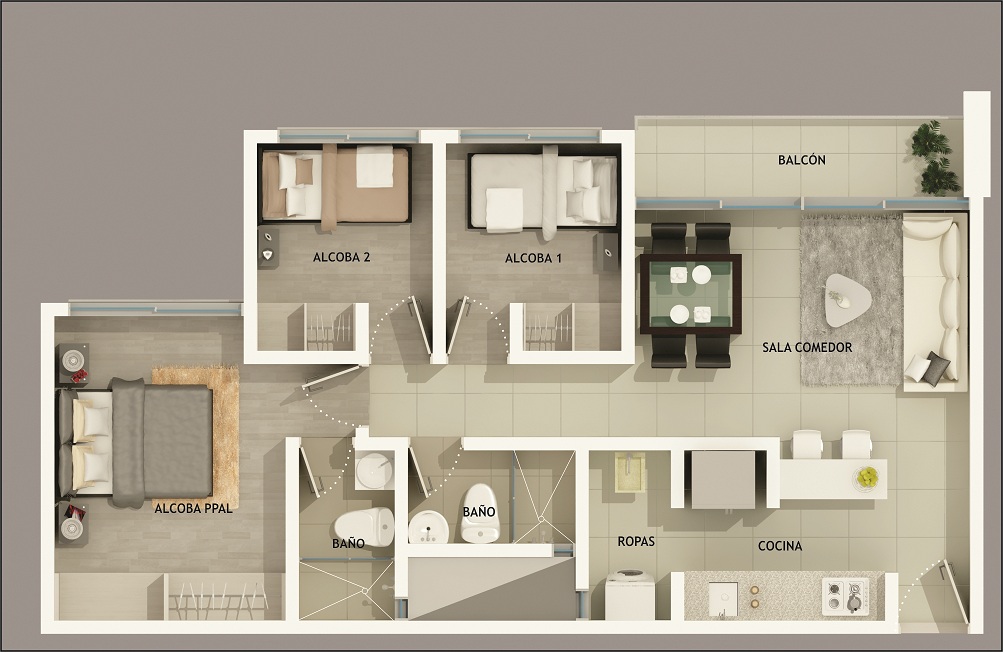 BALCÓN
ALCOBA 2
ALCOBA 1
SALA COMEDOR
ALCOBA PPAL
BAÑO
BAÑO
ROPAS
COCINA